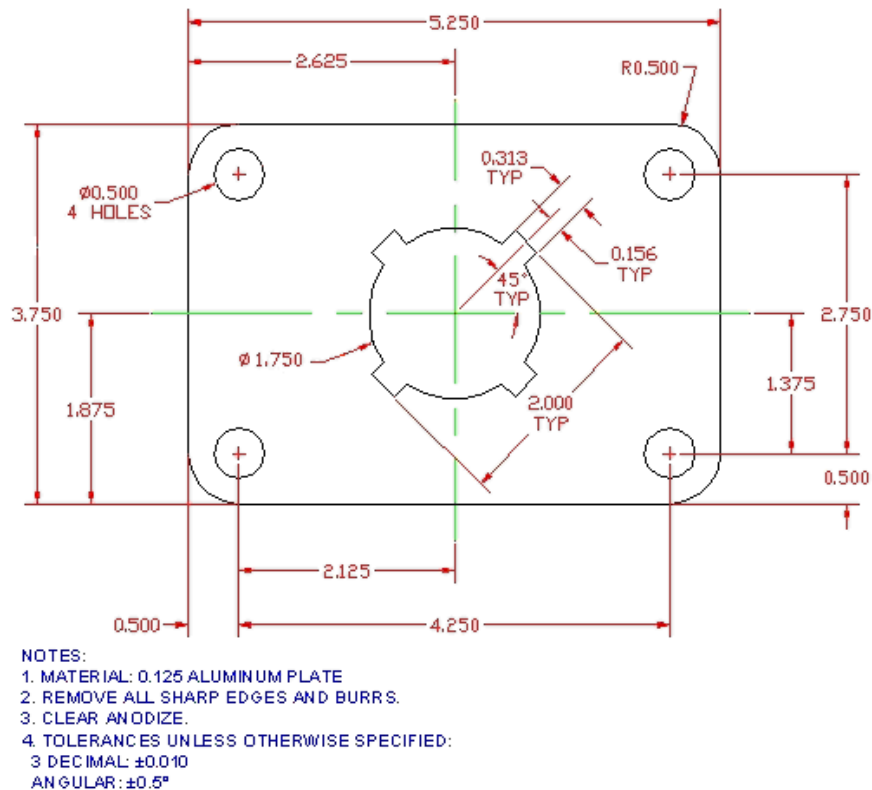 5.250
2.625
R0.500
0.313
TYP
Ø0.500
4 HOLES
0.156
TYP
45°
TYP
3.750
2.750
Ø1.750
1.375
1.875
2.000
TYP
0.500
2.125
0.500
4.250
NOTES:
1. MATERIAL: 0.125 ALUMINUM PLATE
2. REMOVE ALL SHARP EDGES AND BURRS.
3. CLEAR ANODIZE.
4. TOLERANCES UNLESS OTHERWISE SPECIFIED:
3 DECIMAL: ±0.010
ANGULAR: ±0.5°